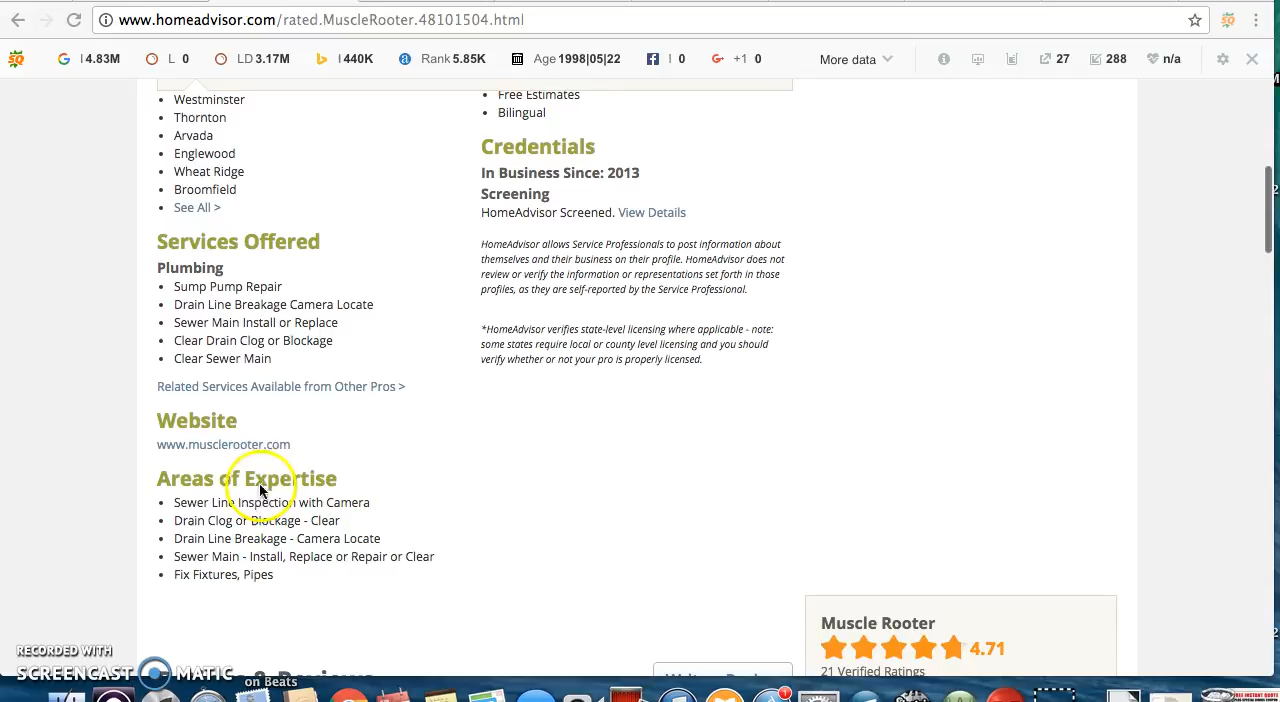 www.homeadvisor.com/rated.MuscleRooter.48101504.html
I 4.83M L 0 LD 3.17M I 440K Rank 5.85K Age 1998|05|22 I 0 +1 0 More data 27 288 n/a
Westminster
Thornton
Arvada
Englewood
Wheat Ridge
Broomfield
See All >
Services Offered
Plumbing
Sump Pump Repair
Drain Line Breakage Camera Locate
Sewer Main Install or Replace
Clear Drain Clog or Blockage
Clear Sewer Main
Related Services Available from Other Pros >
Website
www.musclerooter.com
Areas of Expertise
Sewer Line Inspection with Camera
Drain Clog or Blockage - Clear
Drain Line Breakage - Camera Locate
Sewer Main - Install, Replace or Repair or Clear
Fix Fixtures, Pipes
Free Estimates
Bilingual
Credentials
In Business Since: 2013
Screening
HomeAdvisor Screened. View Details
HomeAdvisor allows Service Professionals to post information about
themselves and their business on their profile. HomeAdvisor does not
review or verify the information or representations set forth in those
profiles, as they are self-reported by the Service Professional.
*HomeAdvisor verifies state-level licensing where applicable - note:
some states require local or county level licensing and you should
verify whether or not your pro is properly licensed.
Muscle Rooter
4.71
21 Verified Ratings
RECORDED WITH
SCREENCAST MATIC
on Beats